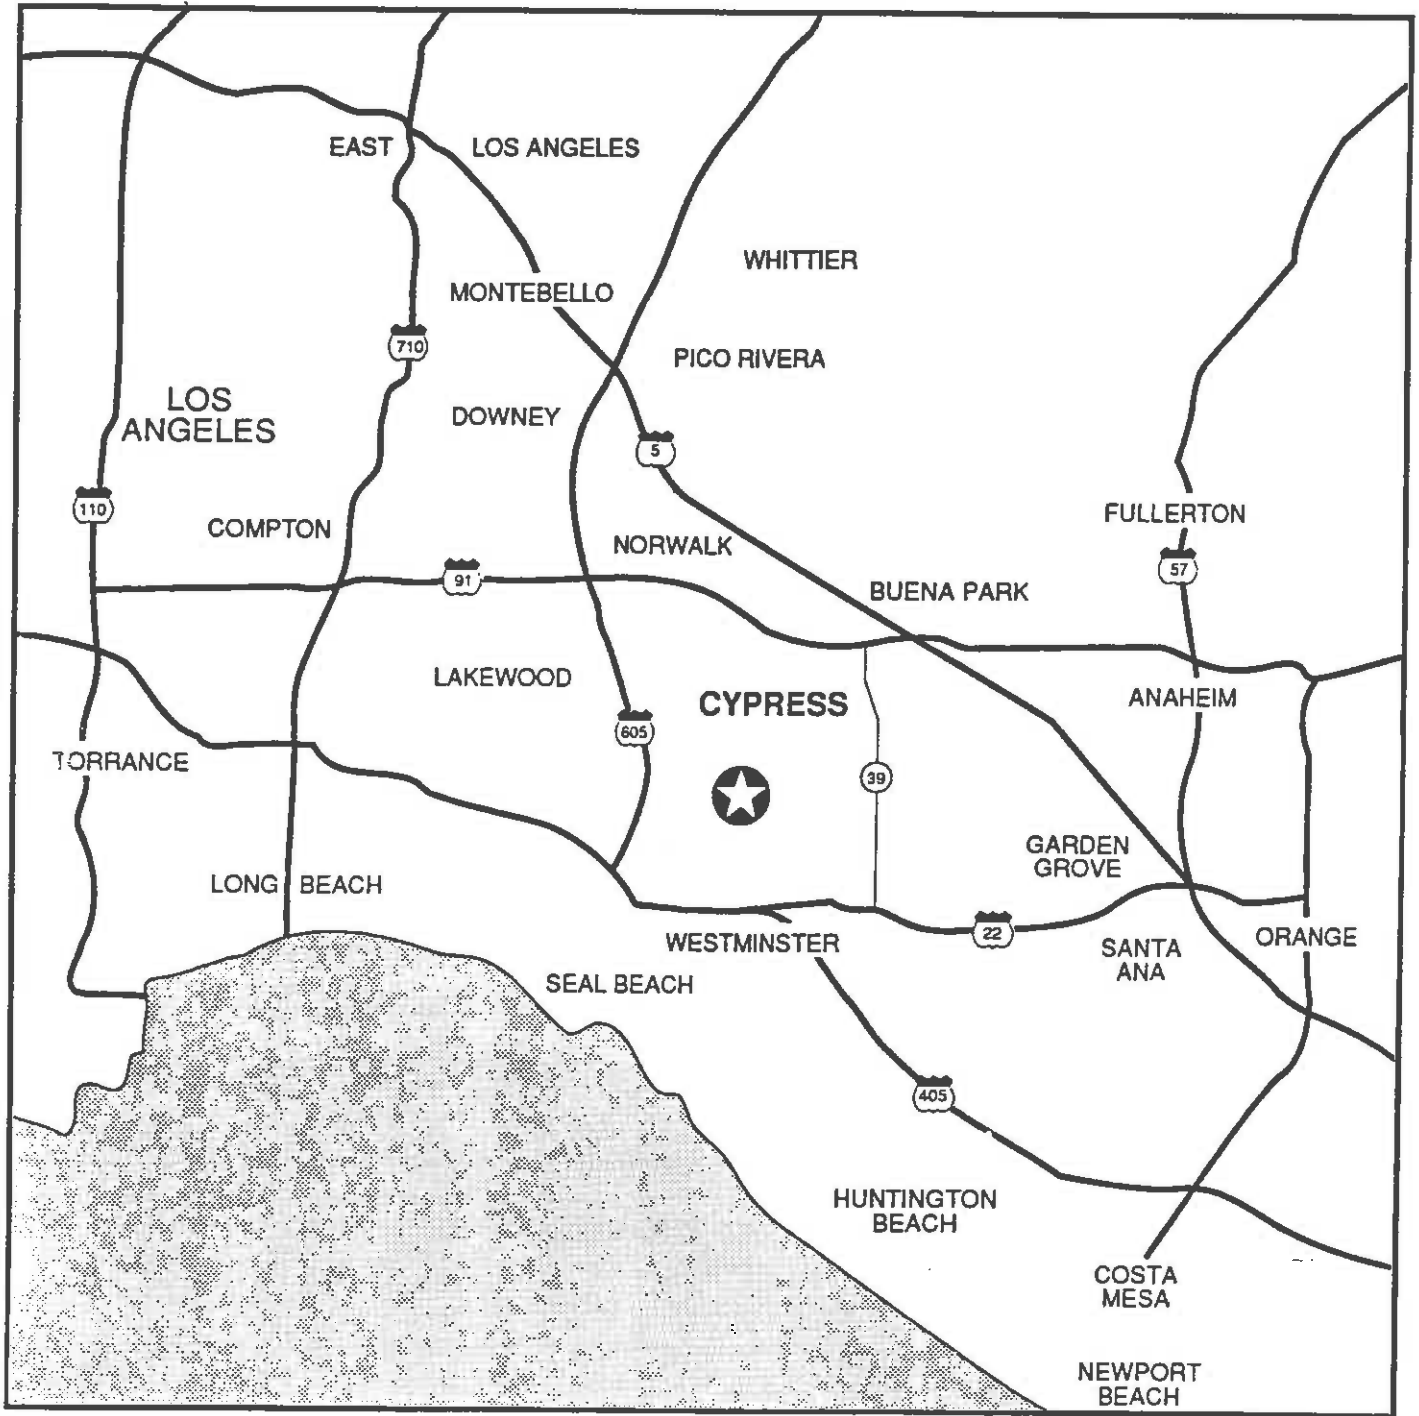 EAST LOS ANGELES
WHITTIER
MONTEBELLO
710
PICO RIVERA
LOS
ANGELES
DOWNEY
5
110
FULLERTON
COMPTON
NORWALK
57
91
BUENA PARK
LAKEWOOD
CYPRESS
ANAHEIM
605
TORRANCE
39
GARDEN
GROVE
LONG BEACH
22
WESTMINSTER
ORANGE
SANTA
ANA
SEAL BEACH
405
HUNTINGTON
BEACH
COSTA
MESA
NEWPORT
BEACH